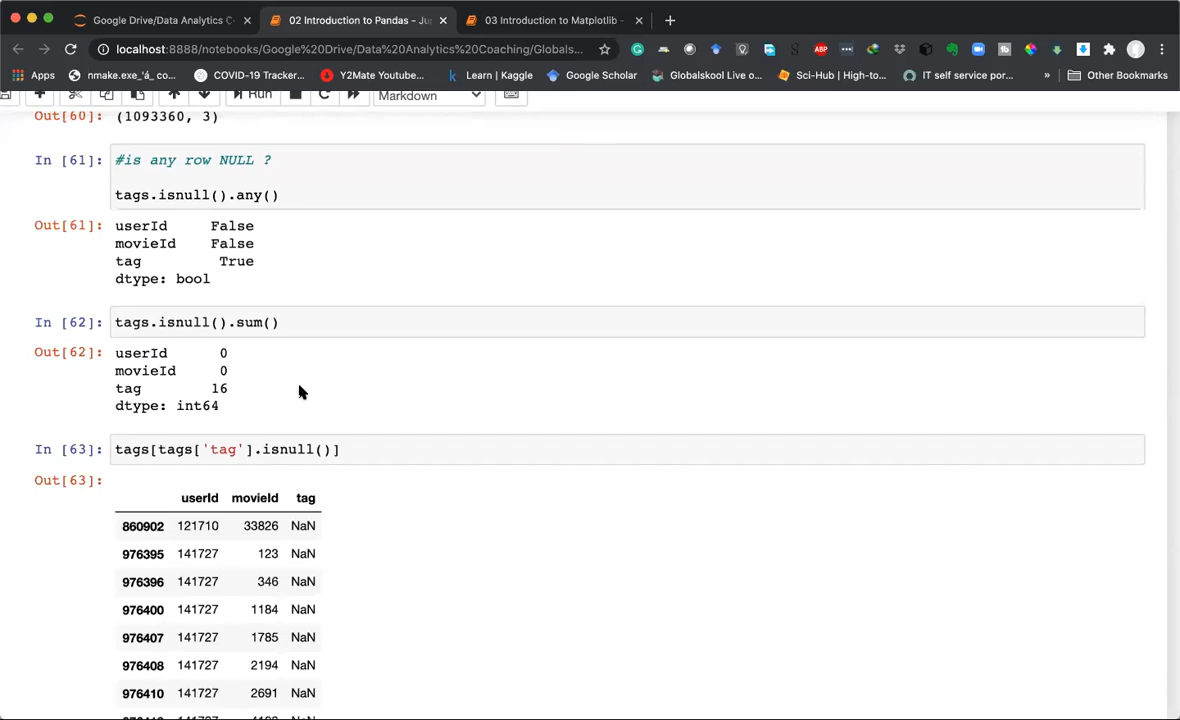 Google Drive/Data Analytics C
02 Introduction to Pandas - Ju
03 Introduction to Matplotlib -
localhost:8888/notebooks/Google%20Drive/Data%20Analytics%20Coaching/Globals...
Apps
nmake.exe'á_ co...
COVID-19 Tracker...
Y2Mate Youtube...
Learn | Kaggle
Google Scholar
Globalskool Live o...
Sci-Hub | High-to...
IT self service por...
»
Other Bookmarks
Run
Markdown
Out[60]: (1093360, 3)
In [61]: #is any row NULL ?
tags.isnull().any()
Out[61]: userId False
movieId False
tag True
dtype: bool
In [62]: tags.isnull().sum()
Out[62]: userId 0
movieId 0
tag 16
dtype: int64
In [63]: tags[tags['tag'].isnull()]
Out[63]:
userId movieId tag
860902 121710 33826 NaN
976395 141727 123 NaN
976396 141727 346 NaN
976400 141727 1184 NaN
976407 141727 1785 NaN
976408 141727 2194 NaN
976410 141727 2691 NaN